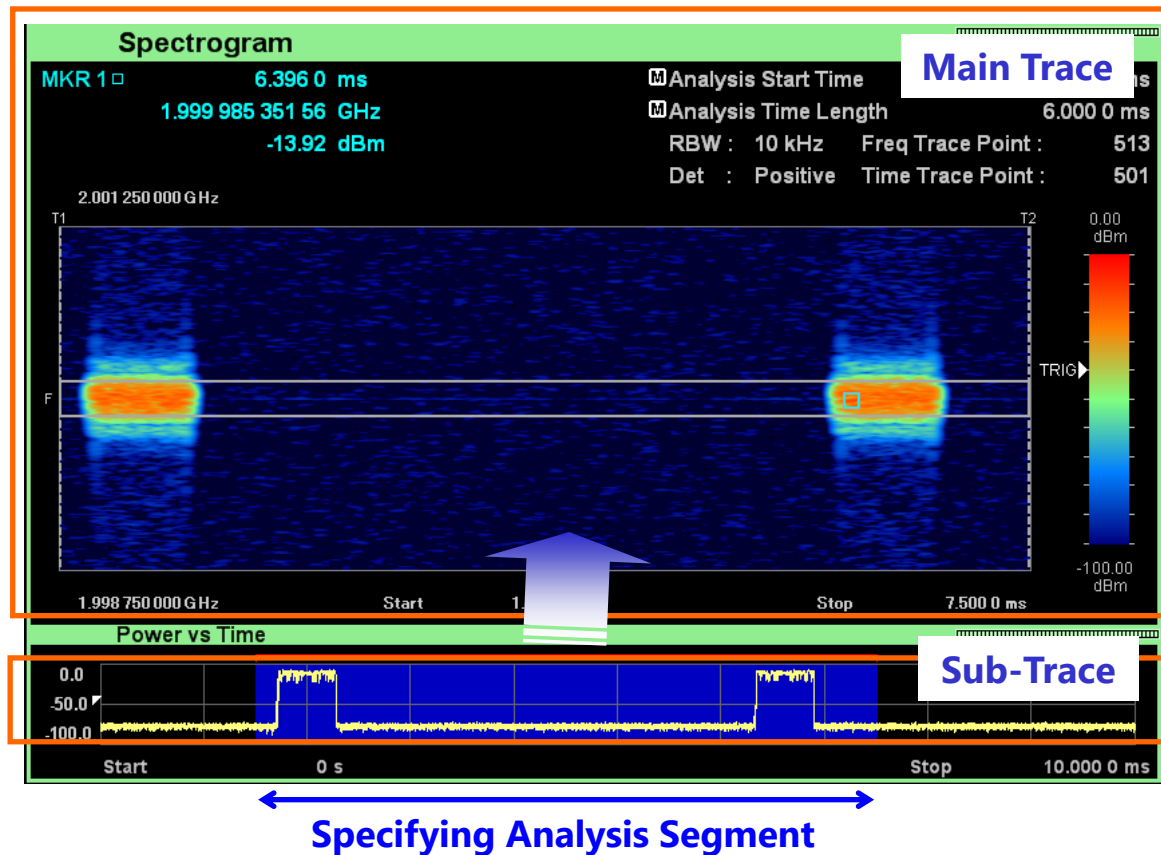 Spectrogram
Main Trace
MKR 1 6.396 0 ms
1.999 985 351 56 GHz
-13.92 dBm
M Analysis Start Time ms
M Analysis Time Length 6.000 0 ms
RBW : 10 kHz Freq Trace Point : 513
Det : Positive Time Trace Point : 501
2.001 250 000 GHz
T1 T2
0.00
dBm
TRIG
F
-100.00
dBm
1.998 750 000 GHz Start 1. Stop 7.500 0 ms
Power vs Time
Sub-Trace
0.0
-50.0
-100.0
Start 0 s Stop 10.000 0 ms
Specifying Analysis Segment